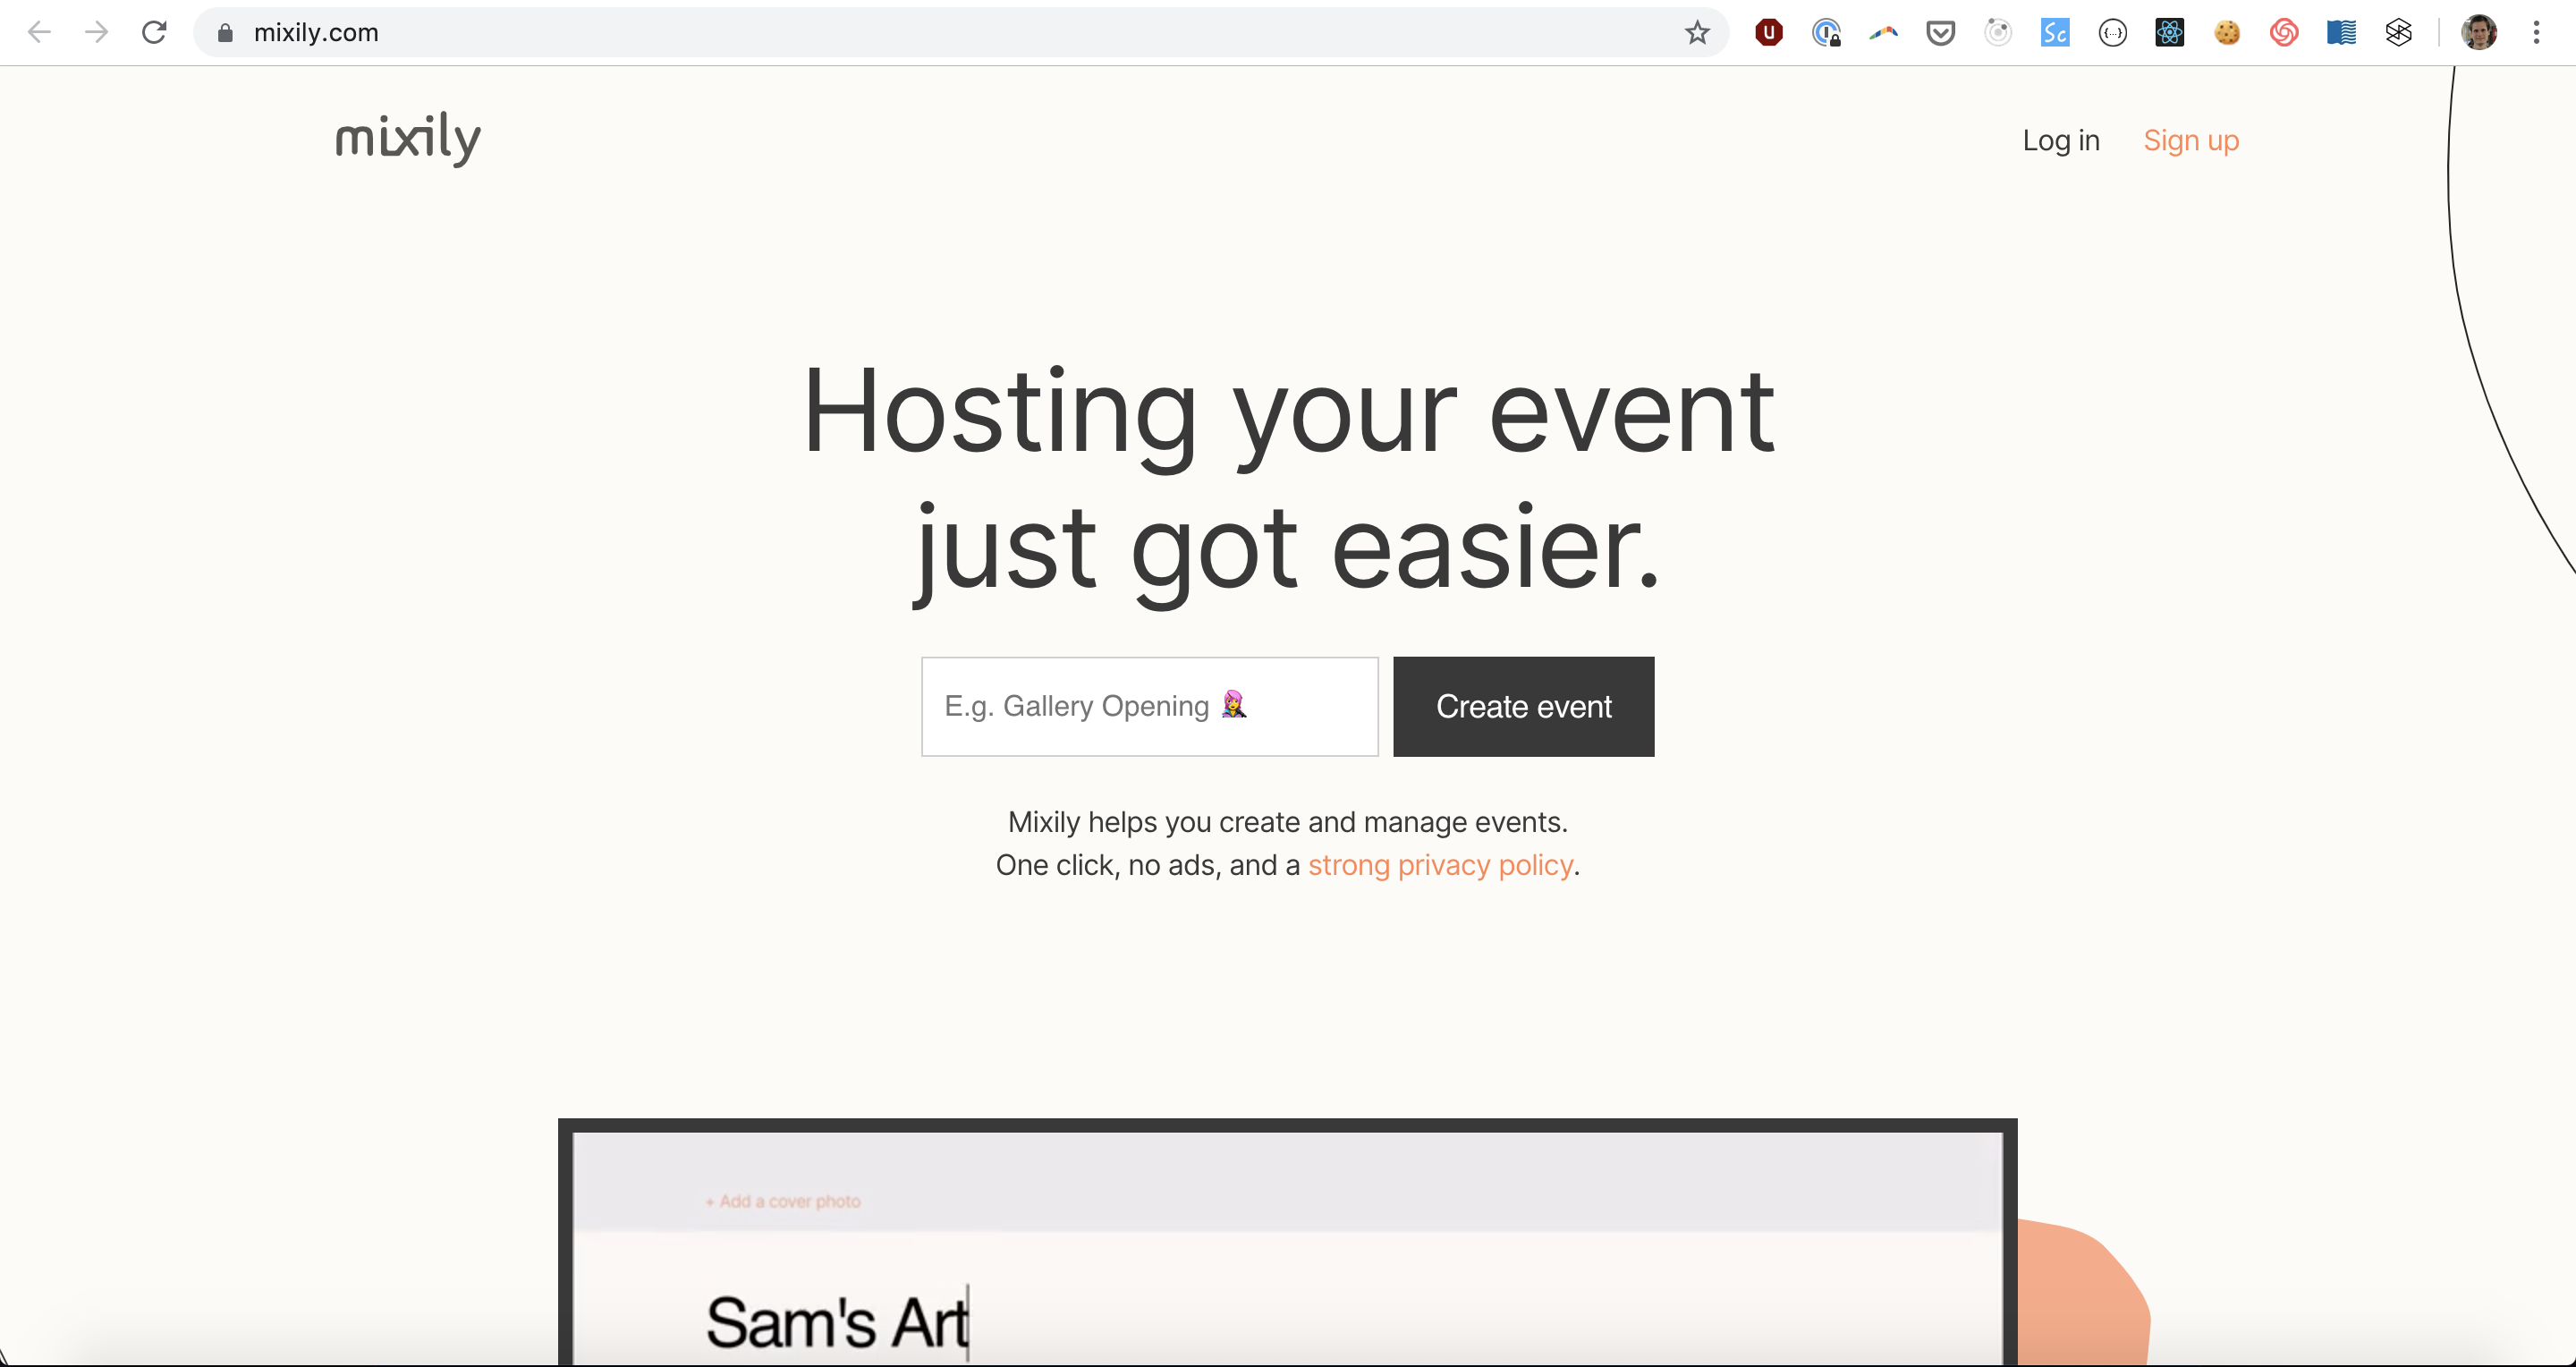 mixily.com
mixily
Log in
Sign up
Hosting your event
just got easier.
E.g. Gallery Opening 👩‍🎤
Create event
Mixily helps you create and manage events.
One click, no ads, and a strong privacy policy.
+ Add a cover photo
Sam's Art